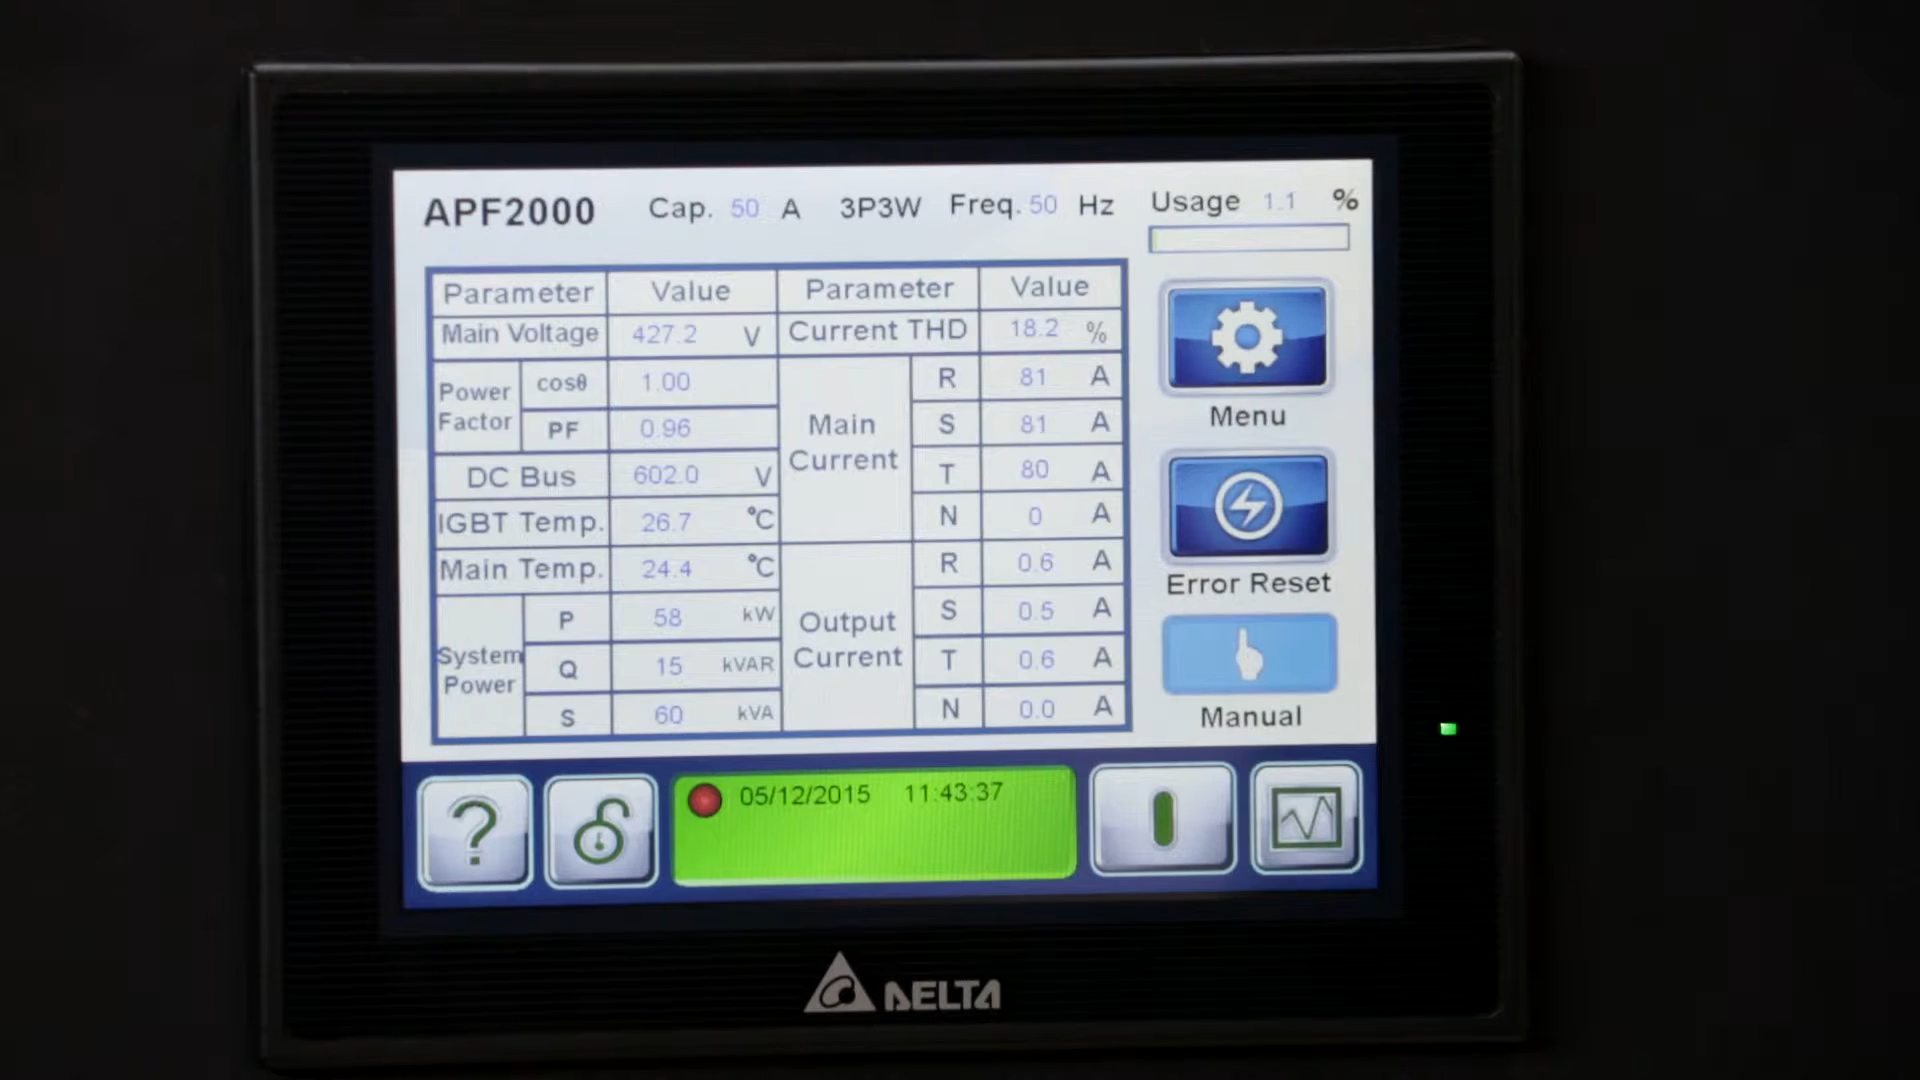 APF2000 Cap. 50 A 3P3W Freq. 50 Hz Usage 1.1 %
Parameter Value Parameter Value
Main Voltage 427.2 V Current THD 18.2 %
Power Factor cosθ 1.00 Main Current R 81 A
PF 0.96 S 81 A
DC Bus 602.0 V T 80 A
IGBT Temp. 26.7 °C N 0 A
Main Temp. 24.4 °C Output Current R 0.6 A
System Power P 58 kW S 0.5 A
Q 15 kVAR T 0.6 A
S 60 kVA N 0.0 A
Menu
Error Reset
Manual
? 05/12/2015 11:43:37
DELTA